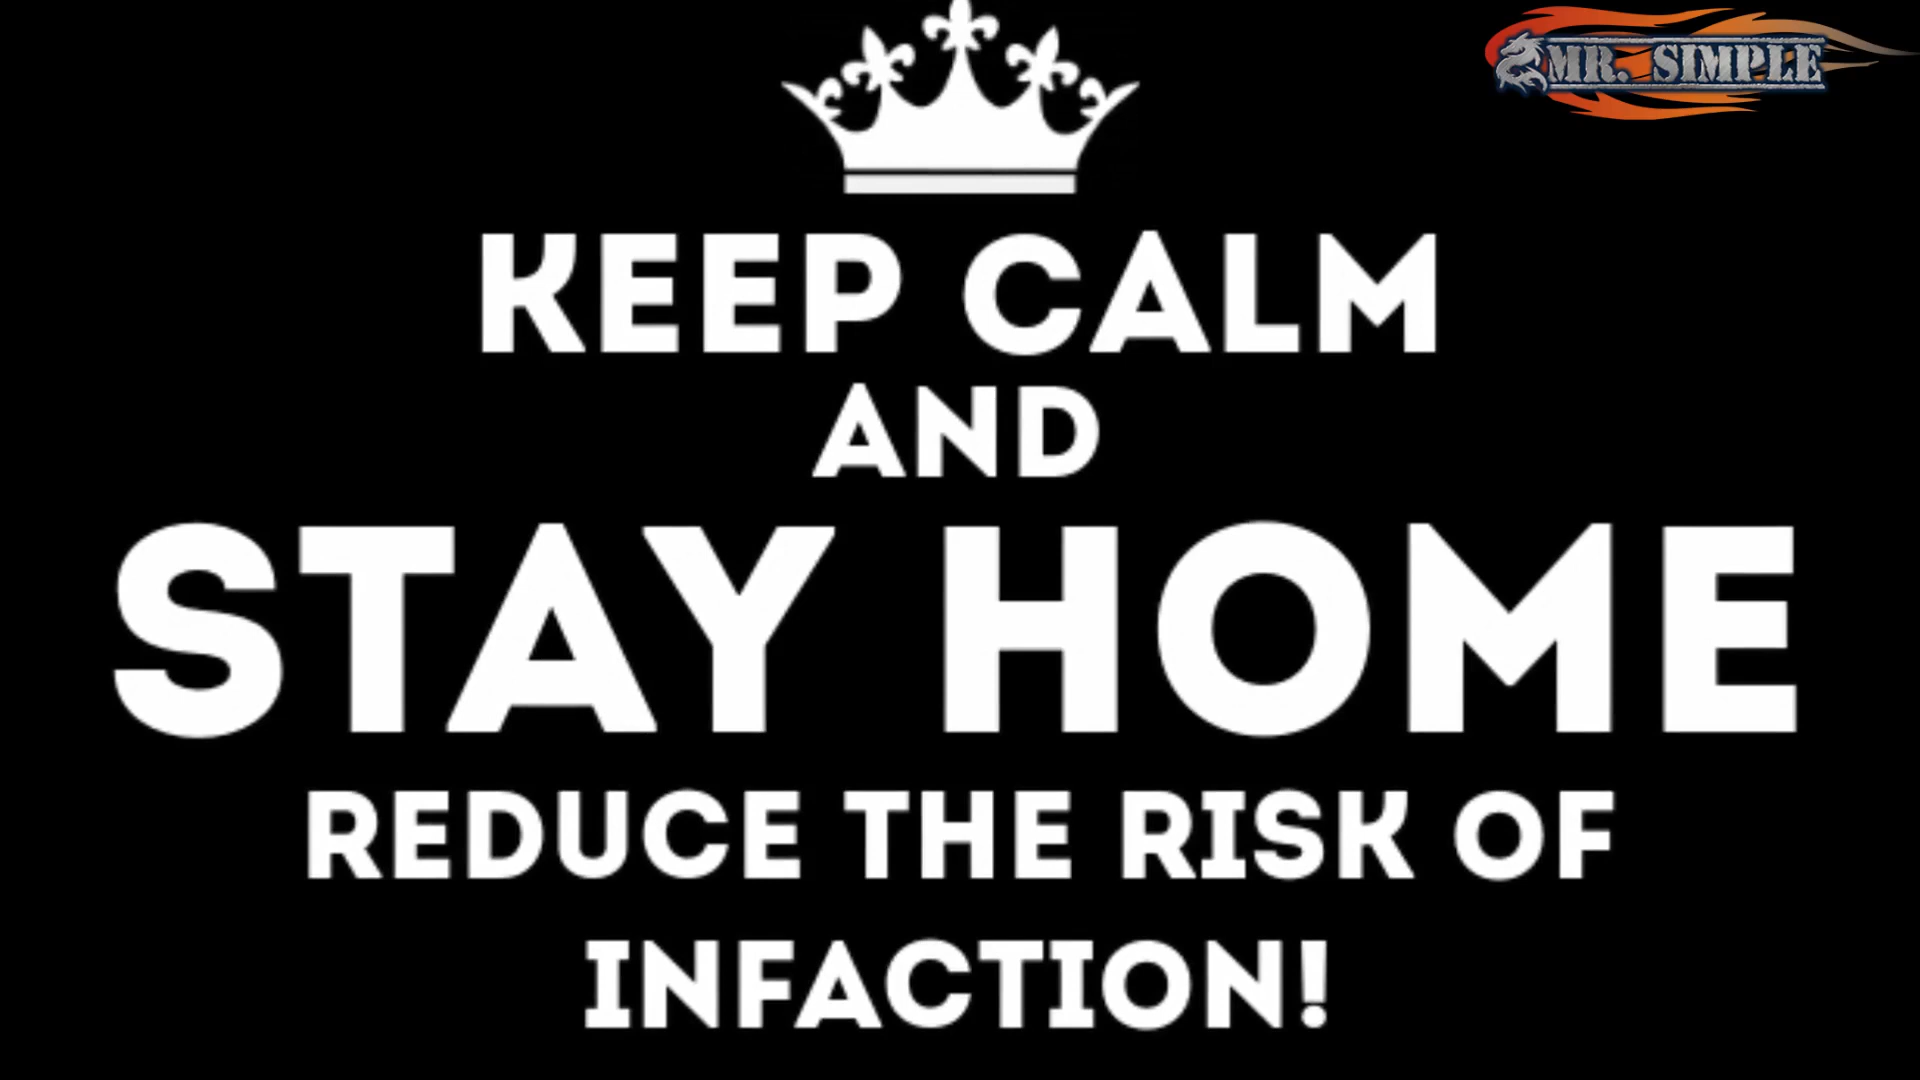 MR. SIMPLE
KEEP CALM
AND
STAY HOME
REDUCE THE RISK OF
INFACTION!